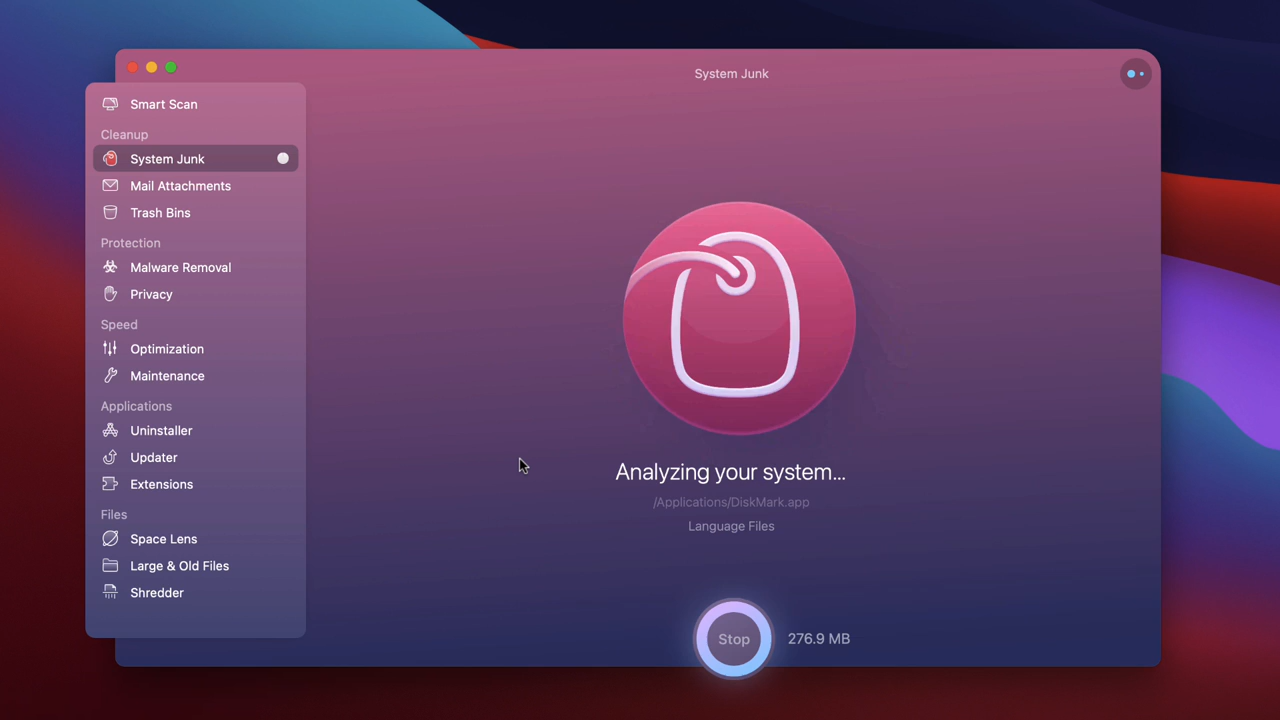 System Junk
Smart Scan
Cleanup
System Junk
Mail Attachments
Trash Bins
Protection
Malware Removal
Privacy
Speed
Optimization
Maintenance
Applications
Uninstaller
Updater
Extensions
Files
Space Lens
Large & Old Files
Shredder
Analyzing your system...
/Applications/DiskMark.app
Language Files
Stop
276.9 MB